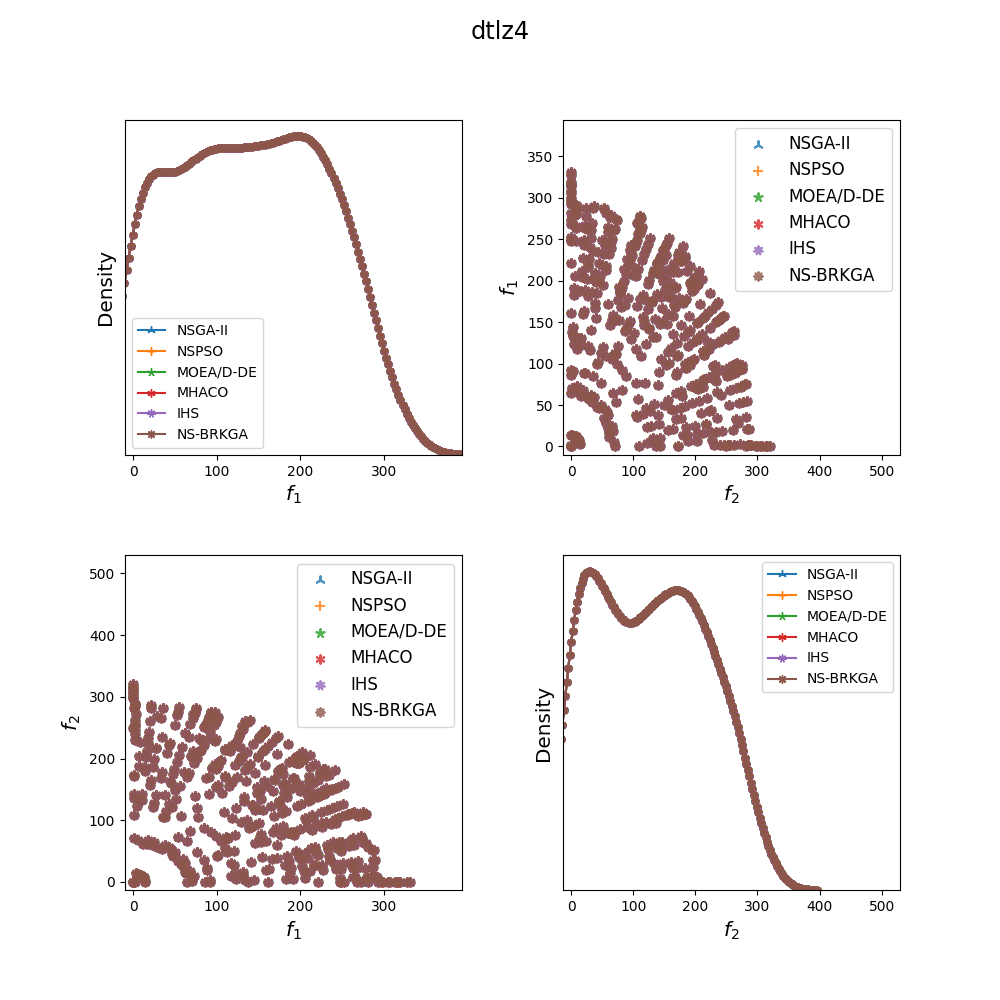 dtlz4
Density
NSGA-II
NSPSO
MOEA/D-DE
MHACO
IHS
NS-BRKGA
0 100 200 300
f1
f1
350
300
250
200
150
100
50
0
NSGA-II
NSPSO
MOEA/D-DE
MHACO
IHS
NS-BRKGA
0 100 200 300 400 500
f2
f2
500
400
300
200
100
0
NSGA-II
NSPSO
MOEA/D-DE
MHACO
IHS
NS-BRKGA
0 100 200 300
f1
Density
NSGA-II
NSPSO
MOEA/D-DE
MHACO
IHS
NS-BRKGA
0 100 200 300 400 500
f2